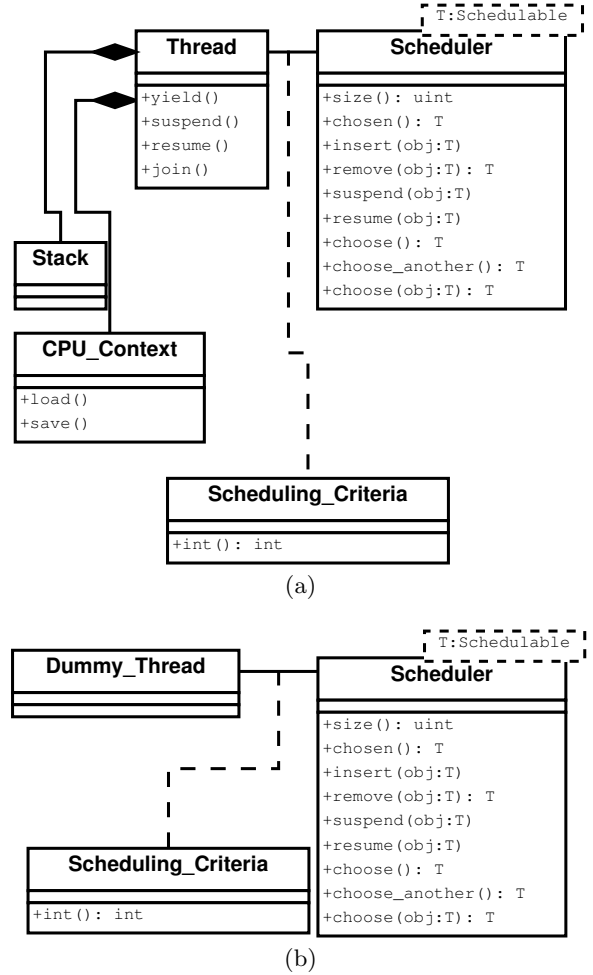 T:Schedulable
Thread
+yield()
+suspend()
+resume()
+join()
Scheduler
+size(): uint
+chosen(): T
+insert(obj:T)
+remove(obj:T): T
+suspend(obj:T)
+resume(obj:T)
+choose(): T
+choose_another(): T
+choose(obj:T): T
Stack
CPU_Context
+load()
+save()
Scheduling_Criteria
+int(): int
(a)
T:Schedulable
Dummy_Thread
Scheduler
+size(): uint
+chosen(): T
+insert(obj:T)
+remove(obj:T): T
+suspend(obj:T)
+resume(obj:T)
+choose(): T
+choose_another(): T
+choose(obj:T): T
Scheduling_Criteria
+int(): int
(b)